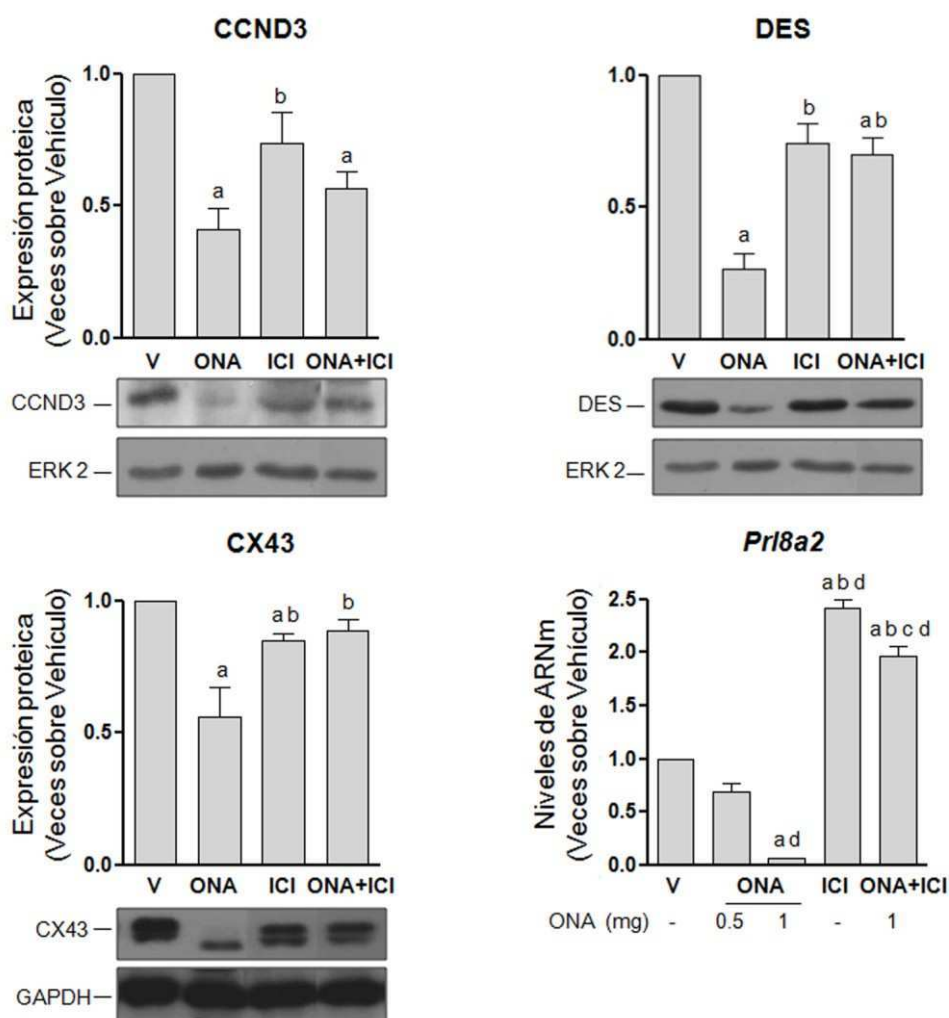 CCND3
Expresión proteica
(Veces sobre Vehículo)
1.0
0.5
0.0
a
b
a
V ONA ICI ONA+ICI
CCND3
ERK 2
DES
1.0
0.5
0.0
a
b
a b
V ONA ICI ONA+ICI
DES
ERK 2
CX43
Expresión proteica
(Veces sobre Vehículo)
1.0
0.5
0.0
a
a b
b
V ONA ICI ONA+ICI
CX43
GAPDH
Prl8a2
Niveles de ARNm
(Veces sobre Vehículo)
2.5
2.0
1.0
0.5
0.0
a d
a b d
a b c d
V ONA ICI ONA+ICI
ONA (mg) - 0.5 1 - 1